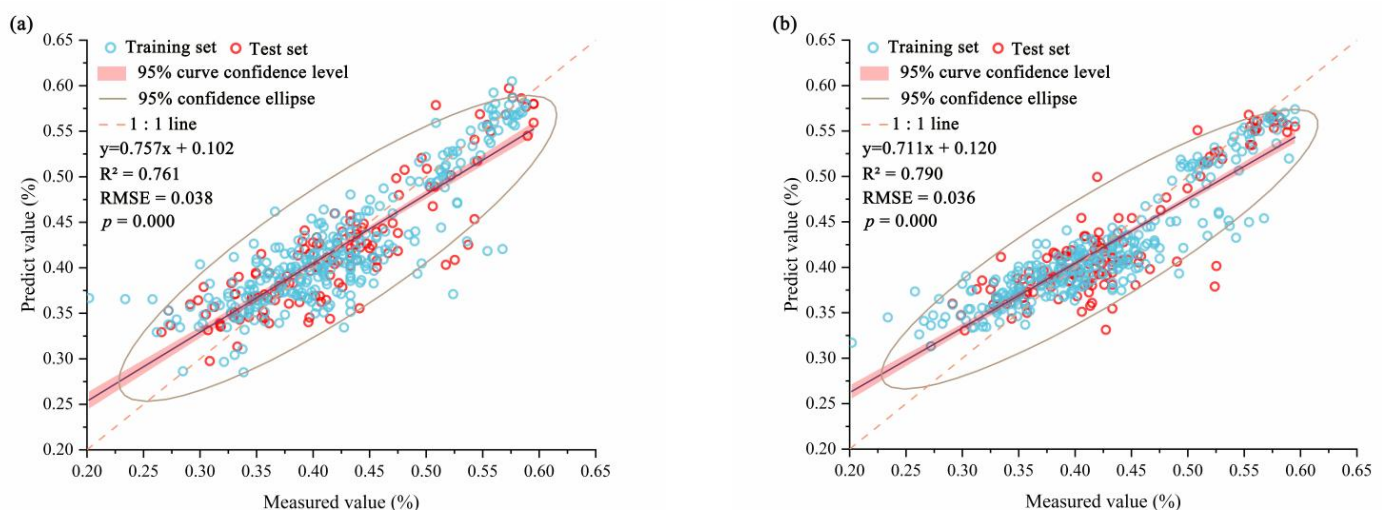 (a)
0.65
0.60
0.55
0.50
0.45
0.40
0.35
0.30
0.25
0.20
Predict value (%)
Training set Test set
95% curve confidence level
95% confidence ellipse
1 : 1 line
y=0.757x + 0.102
R² = 0.761
RMSE = 0.038
p = 0.000
0.20 0.25 0.30 0.35 0.40 0.45 0.50 0.55 0.60 0.65
Measured value (%)
(b)
0.65
0.60
0.55
0.50
0.45
0.40
0.35
0.30
0.25
0.20
Predict value (%)
Training set Test set
95% curve confidence level
95% confidence ellipse
1 : 1 line
y=0.711x + 0.120
R² = 0.790
RMSE = 0.036
p = 0.000
0.20 0.25 0.30 0.35 0.40 0.45 0.50 0.55 0.60 0.65
Measured value (%)